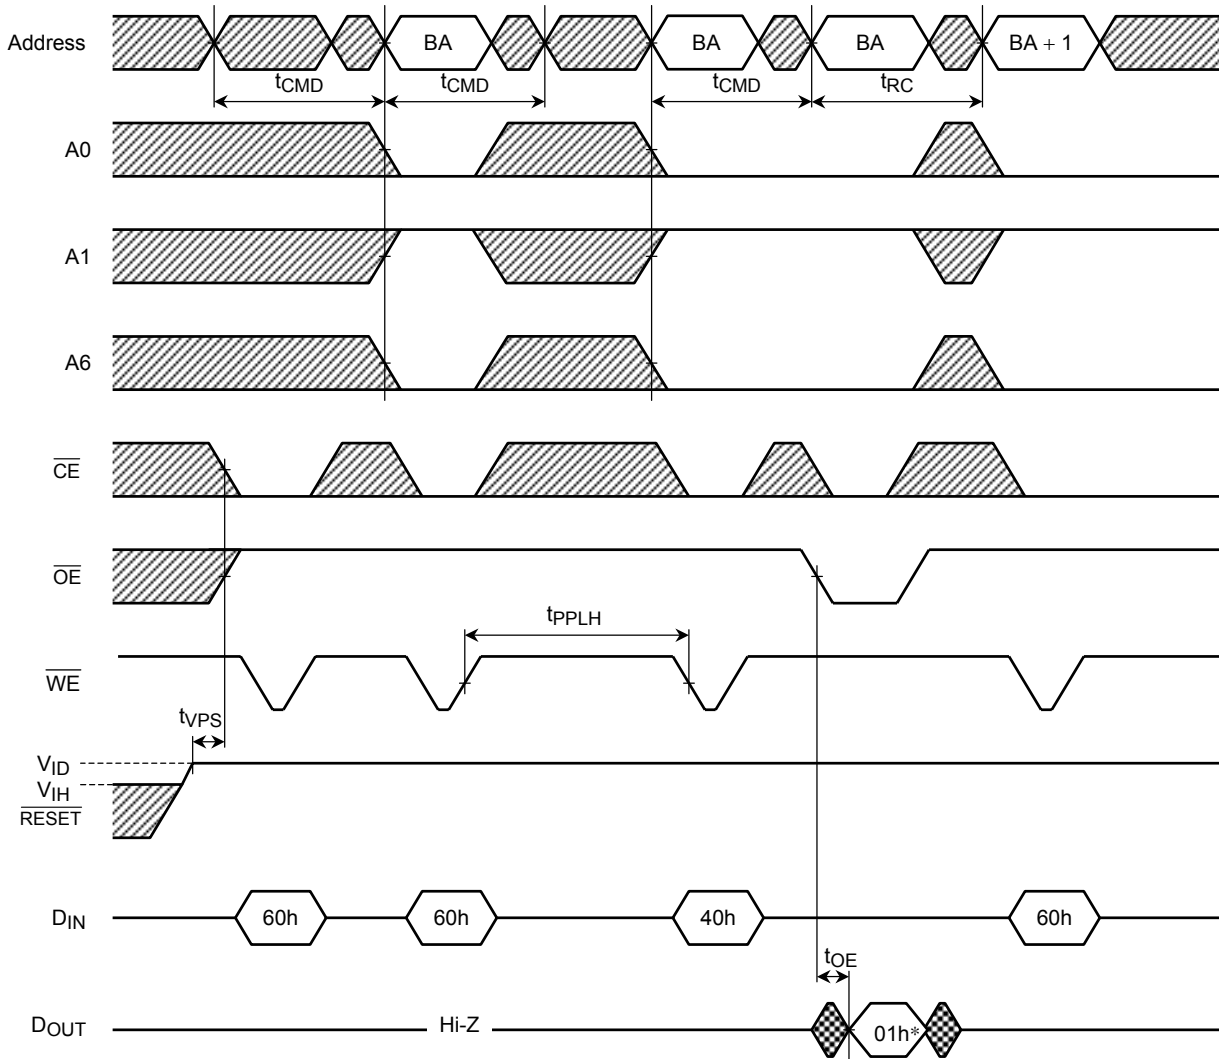 Address BA BA BA BA + 1
tCMD tCMD tCMD tRC
A0
A1
A6
CE
OE
tPPLH
WE
tVPS
VID
VIH
RESET
DIN 60h 60h 40h 60h
tOE
DOUT Hi-Z 01h*